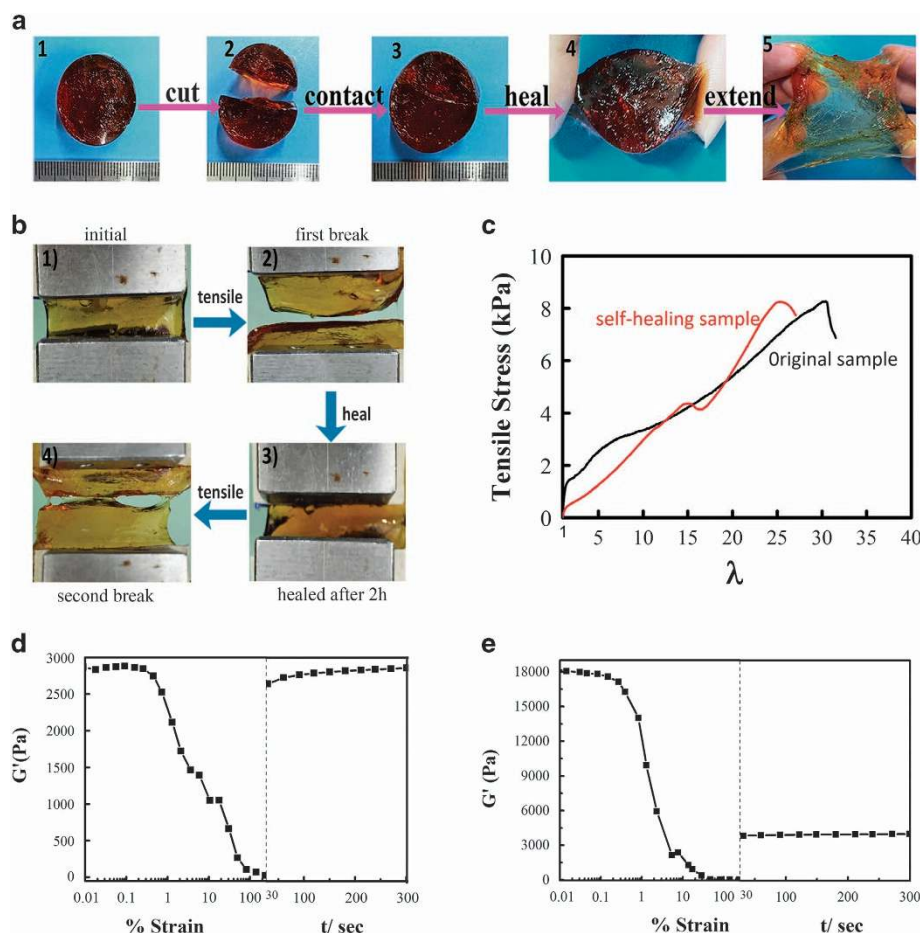 a
1
2
3
4
5
cut
contact
heal
extend
b
initial
first break
1)
2)
tensile
heal
4)
3)
tensile
second break
healed after 2h
c
Tensile Stress (kPa)
10
8
6
4
2
0
self-healing sample
Original sample
1 5 10 15 20 25 30 35 40
λ
d
G'(Pa)
3000
2500
2000
1500
1000
500
0
0.01 0.1 1 10 100 30 100 200 300
% Strain t/ sec
e
G' (Pa)
18000
15000
12000
9000
6000
3000
0
0.01 0.1 1 10 100 30 100 200 300
% Strain t/ sec